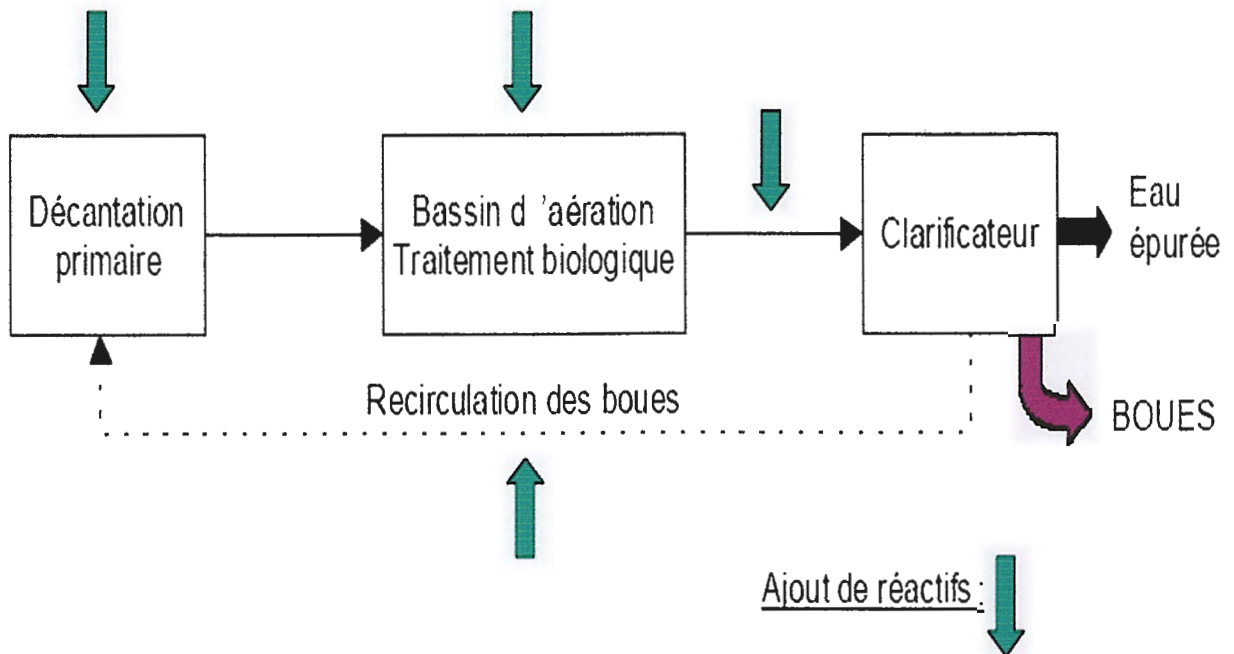 Décantation
primaire
Bassin d 'aération
Traitement biologique
Clarificateur
Eau
épurée
Recirculation des boues
BOUES
Ajout de réactifs :